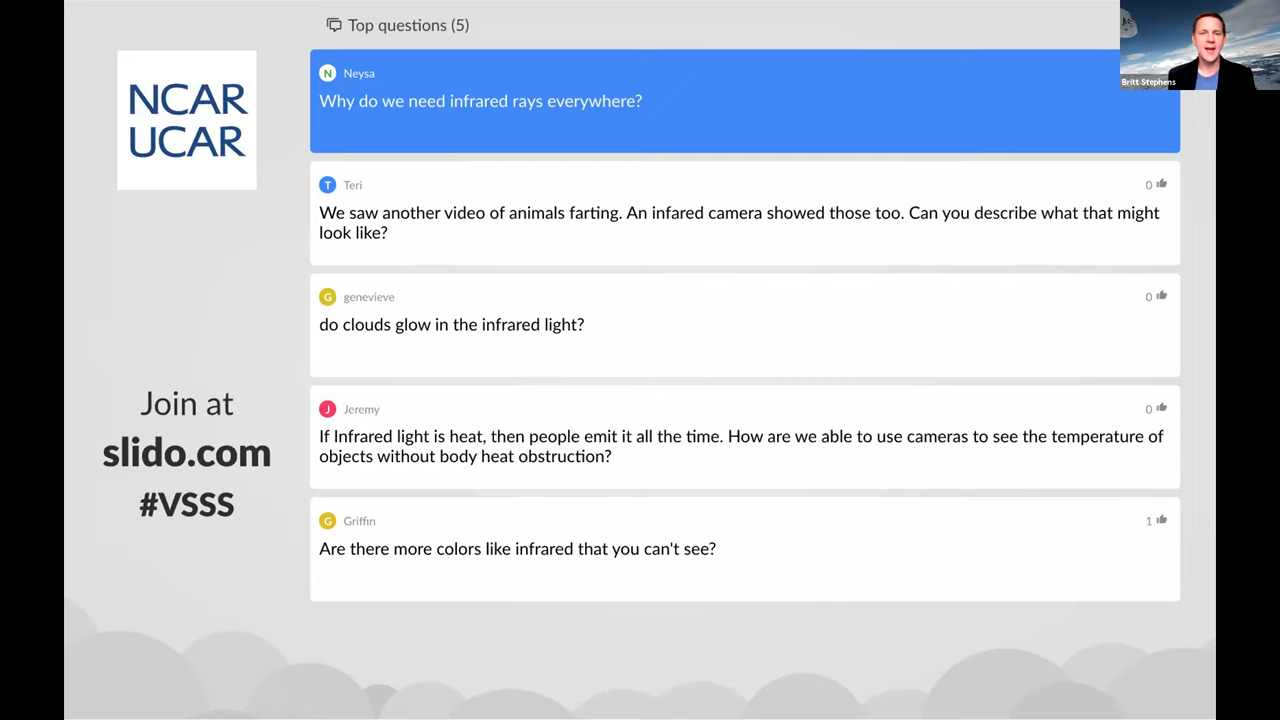 Top questions (5)
NCAR
UCAR
N Neysa
Why do we need infrared rays everywhere?
Britt Stephens
T Teri 0
We saw another video of animals farting. An infared camera showed those too. Can you describe what that might
look like?
G genevieve 0
do clouds glow in the infrared light?
J Jeremy 0
If Infrared light is heat, then people emit it all the time. How are we able to use cameras to see the temperature of
objects without body heat obstruction?
G Griffin 1
Are there more colors like infrared that you can't see?
Join at
slido.com
#VSSS